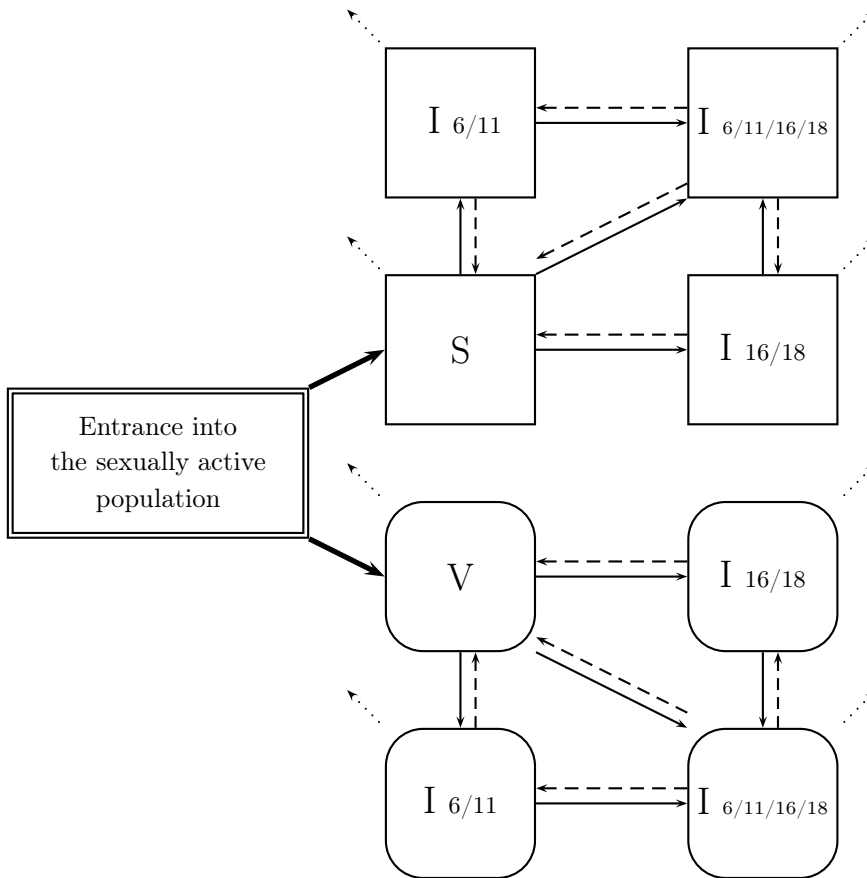 I 6/11
I 6/11/16/18
S
I 16/18
Entrance into
the sexually active
population
V
I 16/18
I 6/11
I 6/11/16/18